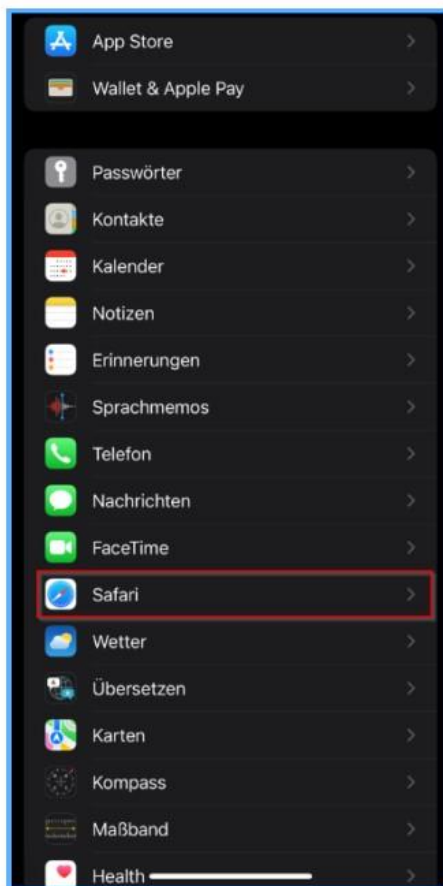 App Store
Wallet & Apple Pay
Passwörter
Kontakte
Kalender
Notizen
Erinnerungen
Sprachmemos
Telefon
Nachrichten
FaceTime
Safari
Wetter
Übersetzen
Karten
Kompass
Maßband
Health